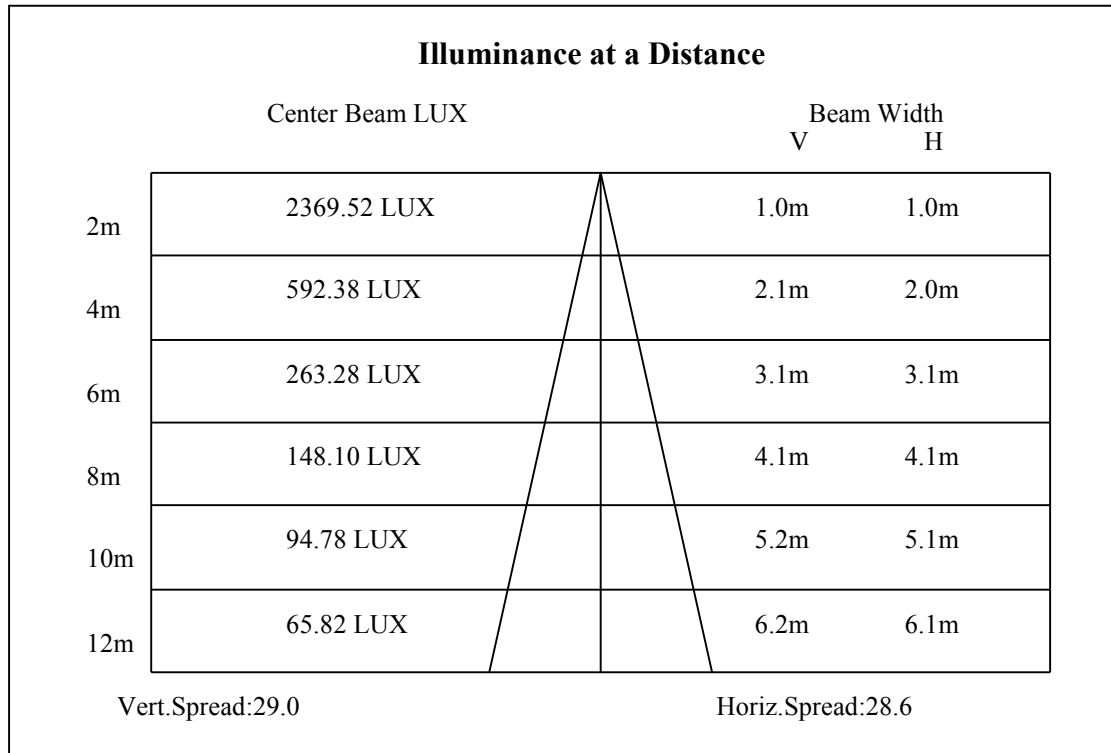 Illuminance at a Distance
Center Beam LUX Beam Width
V H
2m 2369.52 LUX 1.0m 1.0m
4m 592.38 LUX 2.1m 2.0m
6m 263.28 LUX 3.1m 3.1m
8m 148.10 LUX 4.1m 4.1m
10m 94.78 LUX 5.2m 5.1m
12m 65.82 LUX 6.2m 6.1m
Vert.Spread:29.0 Horiz.Spread:28.6